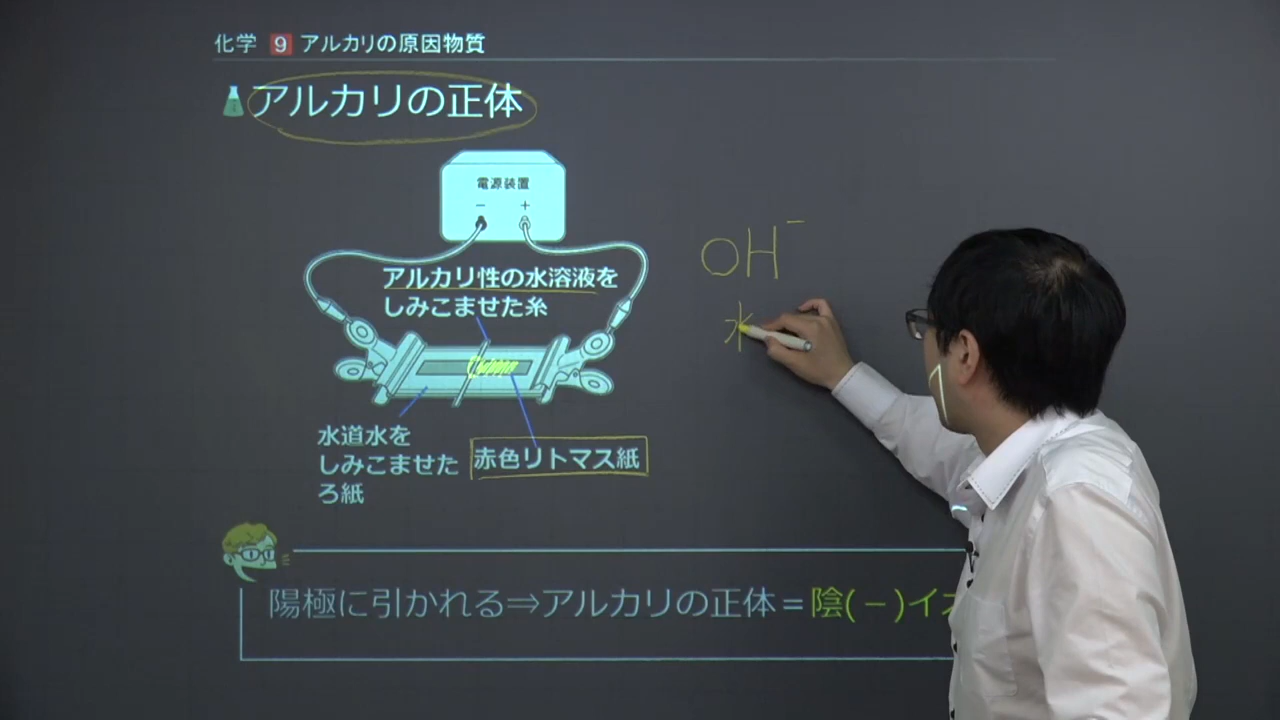 化学 9 アルカリの原因物質
アルカリの正体
電源装置
− +
アルカリ性の水溶液を
しみこませた糸
OH⁻
水
水道水を
しみこませた
ろ紙
赤色リトマス紙
陽極に引かれる⇒アルカリの正体＝陰(−)イオ